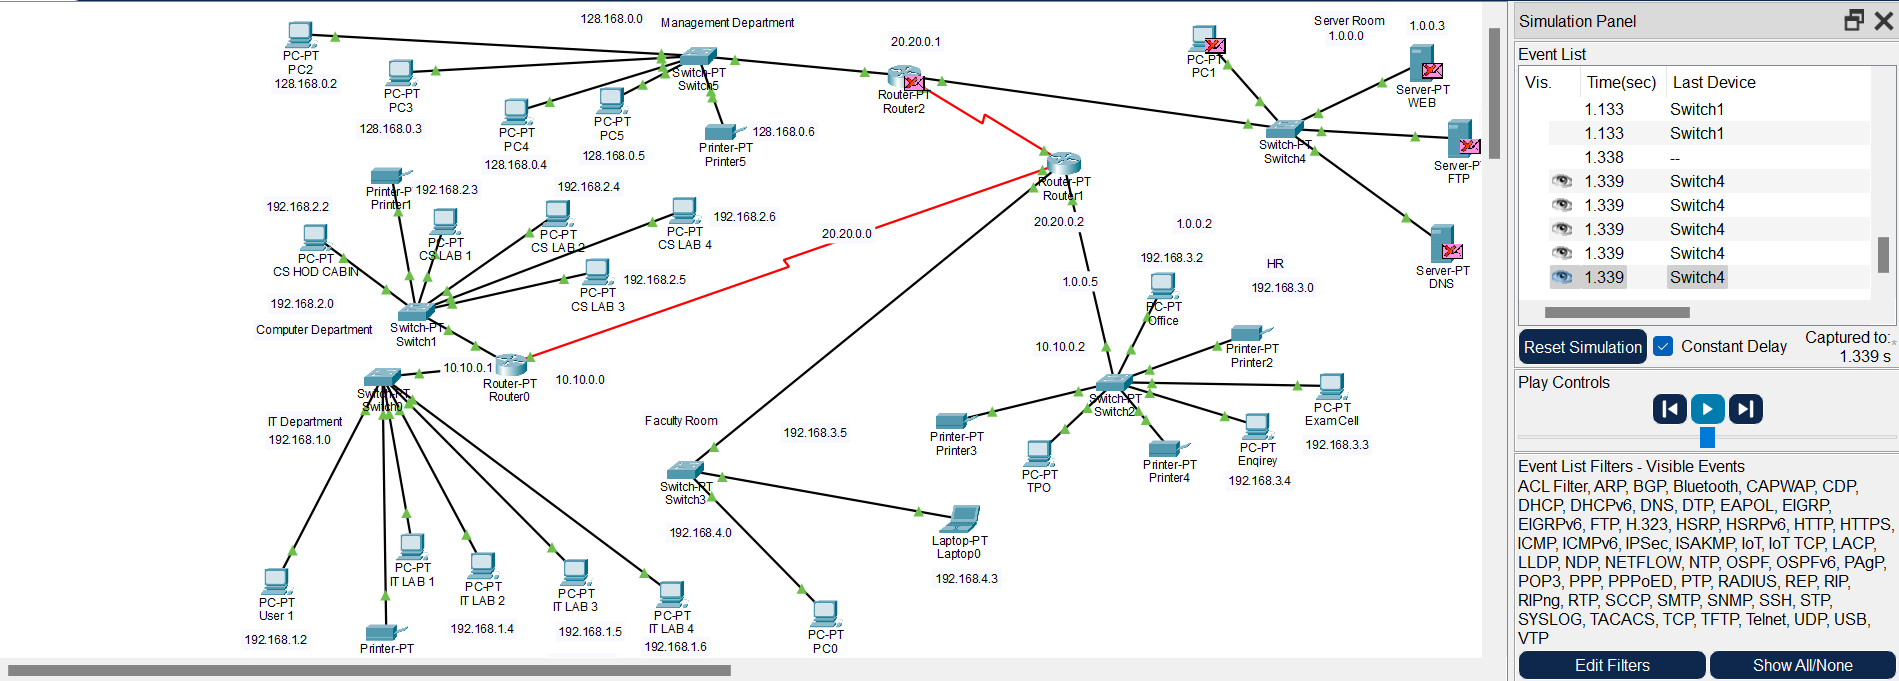 128.168.0.0
Management Department
PC-PT
PC2
128.168.0.2
PC-PT
PC3
128.168.0.3
PC-PT
PC4
128.168.0.4
PC-PT
PC5
128.168.0.5
Switch-PT
Switch5
Printer-PT
Printer5
128.168.0.6
20.20.0.1
Router-PT
Router2
PC-PT
PC1
Server Room
1.0.0.0
1.0.0.3
Server-PT
WEB
Server-P
FTP
Switch-PT
Switch4
Server-PT
DNS
Router-PT
Router1
20.20.0.2
20.20.0.0
1.0.0.2
1.0.0.5
Printer-P
Printer1
192.168.2.3
192.168.2.2
PC-PT
CS HOD CABIN
PC-PT
CS LAB 1
192.168.2.4
PC-PT
CS LAB 2
PC-PT
CS LAB 4
192.168.2.6
PC-PT
CS LAB 3
192.168.2.5
192.168.2.0
Computer Department
Switch-PT
Switch1
10.10.0.1
Router-PT
Router0
10.10.0.0
Switch-PT
Switch0
IT Department
192.168.1.0
PC-PT
User 1
192.168.1.2
Printer-PT
PC-PT
IT LAB 1
PC-PT
IT LAB 2
192.168.1.4
PC-PT
IT LAB 3
192.168.1.5
PC-PT
IT LAB 4
192.168.1.6
Faculty Room
Switch-PT
Switch3
192.168.4.0
192.168.3.5
Laptop-PT
Laptop0
192.168.4.3
PC-PT
PC0
192.168.3.2
PC-PT
Office
HR
192.168.3.0
10.10.0.2
Printer-PT
Printer2
Switch-PT
Switch2
Printer-PT
Printer3
PC-PT
TPO
Printer-PT
Printer4
PC-PT
Enqirey
192.168.3.4
PC-PT
Exam Cell
192.168.3.3
Simulation Panel
Event List
Vis. Time(sec) Last Device
1.133 Switch1
1.133 Switch1
1.338 --
1.339 Switch4
1.339 Switch4
1.339 Switch4
1.339 Switch4
1.339 Switch4
Reset Simulation
Constant Delay
Captured to:
1.339 s
Play Controls
Event List Filters - Visible Events
ACL Filter, ARP, BGP, Bluetooth, CAPWAP, CDP,
DHCP, DHCPv6, DNS, DTP, EAPOL, EIGRP,
EIGRPv6, FTP, H.323, HSRP, HSRPv6, HTTP, HTTPS,
ICMP, ICMPv6, IPSec, ISAKMP, IoT, IoT TCP, LACP,
LLDP, NDP, NETFLOW, NTP, OSPF, OSPFv6, PAgP,
POP3, PPP, PPPoED, PTP, RADIUS, REP, RIP,
RIPng, RTP, SCCP, SMTP, SNMP, SSH, STP,
SYSLOG, TACACS, TCP, TFTP, Telnet, UDP, USB,
VTP
Edit Filters
Show All/None